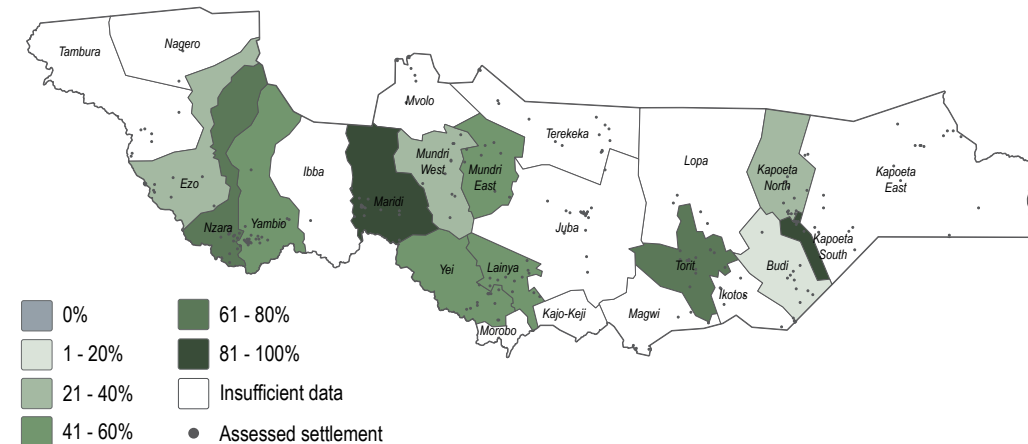 Tambura
Nagero
Mvolo
Terekeka
Ibba
Mundri
West
Mundri
East
Lopa
Kapoeta
North
Kapoeta
East
Ezo
Maridi
Nzara
Yambio
Juba
Kapoeta
South
Yei
Lainya
Torit
Budi
Ikotos
Morobo
Kajo-Keji
Magwi
0%
1 - 20%
21 - 40%
41 - 60%
61 - 80%
81 - 100%
Insufficient data
Assessed settlement